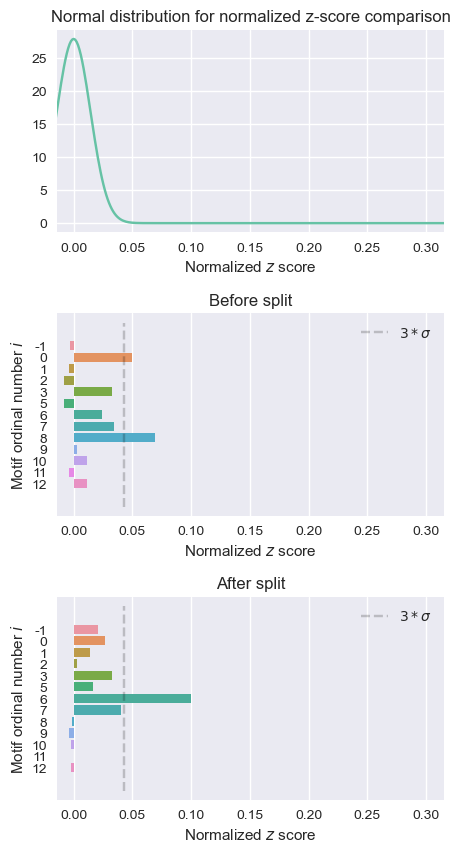 Normal distribution for normalized z-score comparison
25
20
15
10
5
0
0.00 0.05 0.10 0.15 0.20 0.25 0.30
Normalized z score
Before split
3 * σ
Motif ordinal number i
-1
0
1
2
3
5
6
7
8
9
10
11
12
0.00 0.05 0.10 0.15 0.20 0.25 0.30
Normalized z score
After split
3 * σ
Motif ordinal number i
-1
0
1
2
3
5
6
7
8
9
10
11
12
0.00 0.05 0.10 0.15 0.20 0.25 0.30
Normalized z score